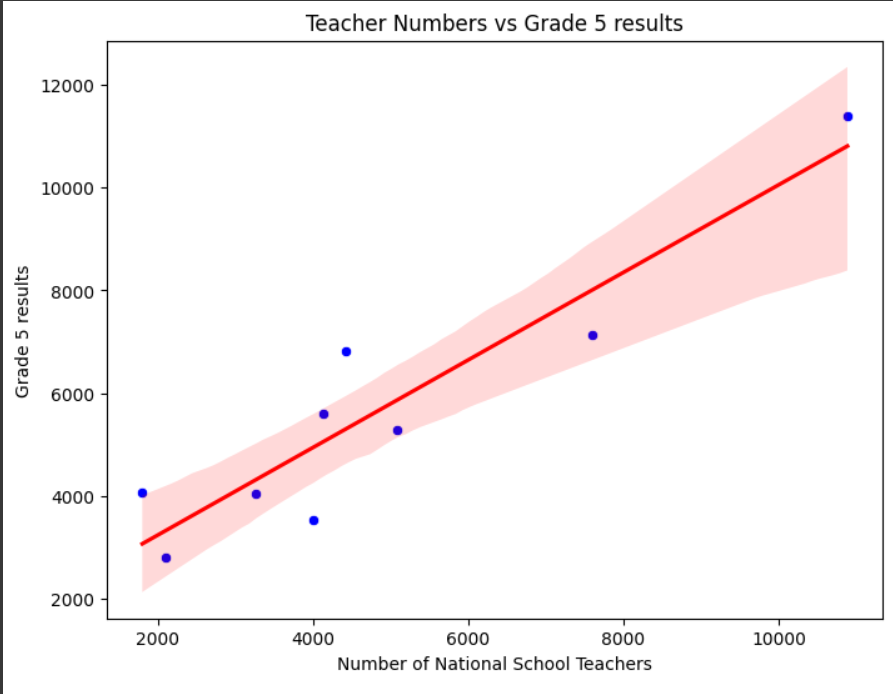 Teacher Numbers vs Grade 5 results
12000
10000
8000
6000
4000
2000
Grade 5 results
2000 4000 6000 8000 10000
Number of National School Teachers